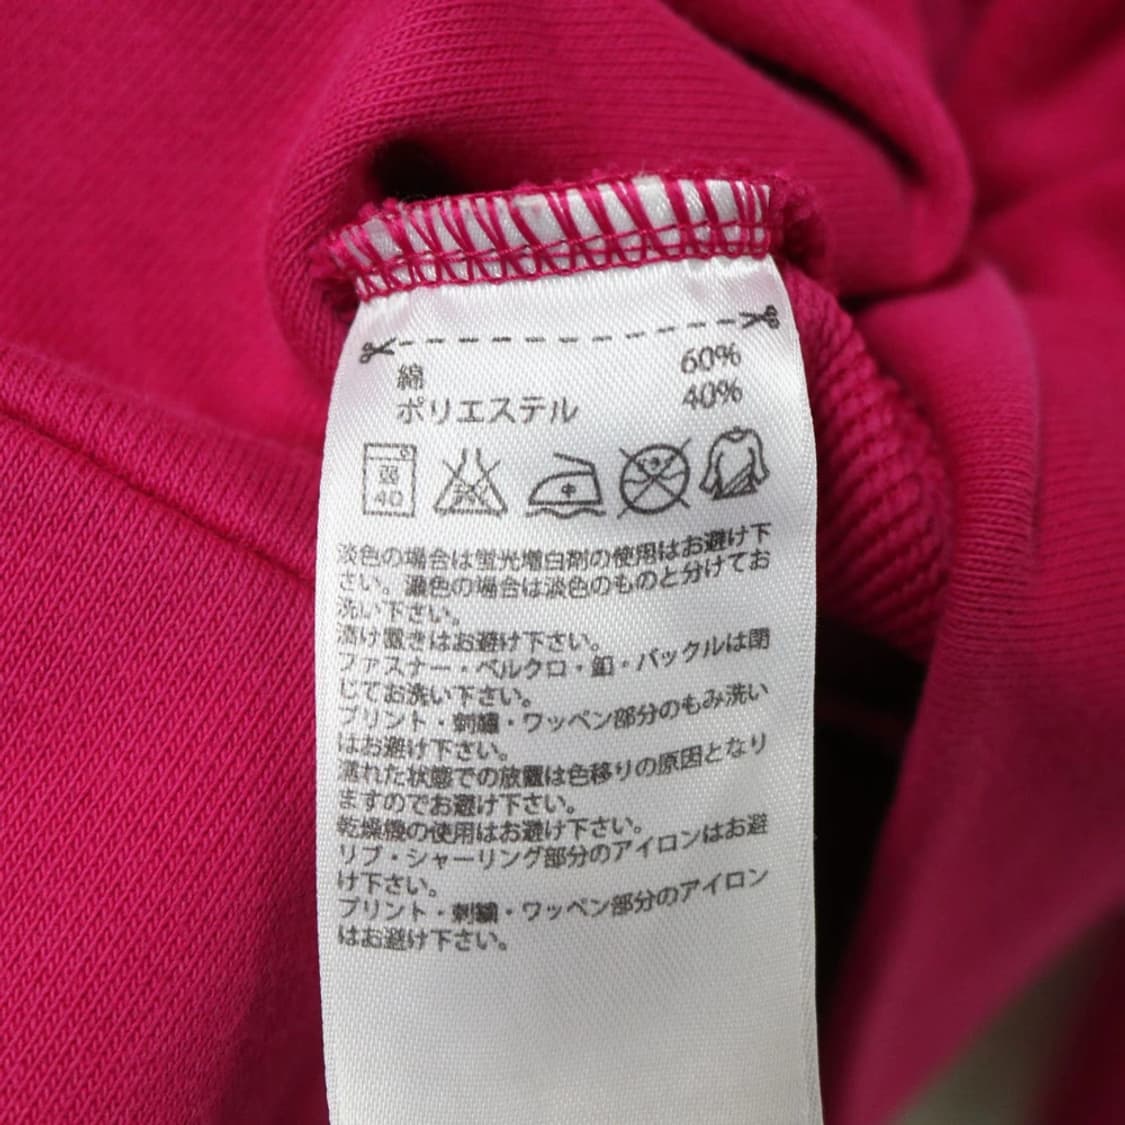 綿 60%
ポリエステル 40%
弱 40
淡色の場合は蛍光増白剤の使用はお避け下
さい。濃色の場合は淡色のものと分けてお
洗い下さい。
漬け置きはお避け下さい。
ファスナー・ベルクロ・釦・バックルは閉
じてお洗い下さい。
プリント・刺繍・ワッペン部分のもみ洗い
はお避け下さい。
濡れた状態での放置は色移りの原因となり
ますのでお避け下さい。
乾燥機の使用はお避け下さい。
リブ・シャーリング部分のアイロンはお避
け下さい。
プリント・刺繍・ワッペン部分のアイロン
はお避け下さい。